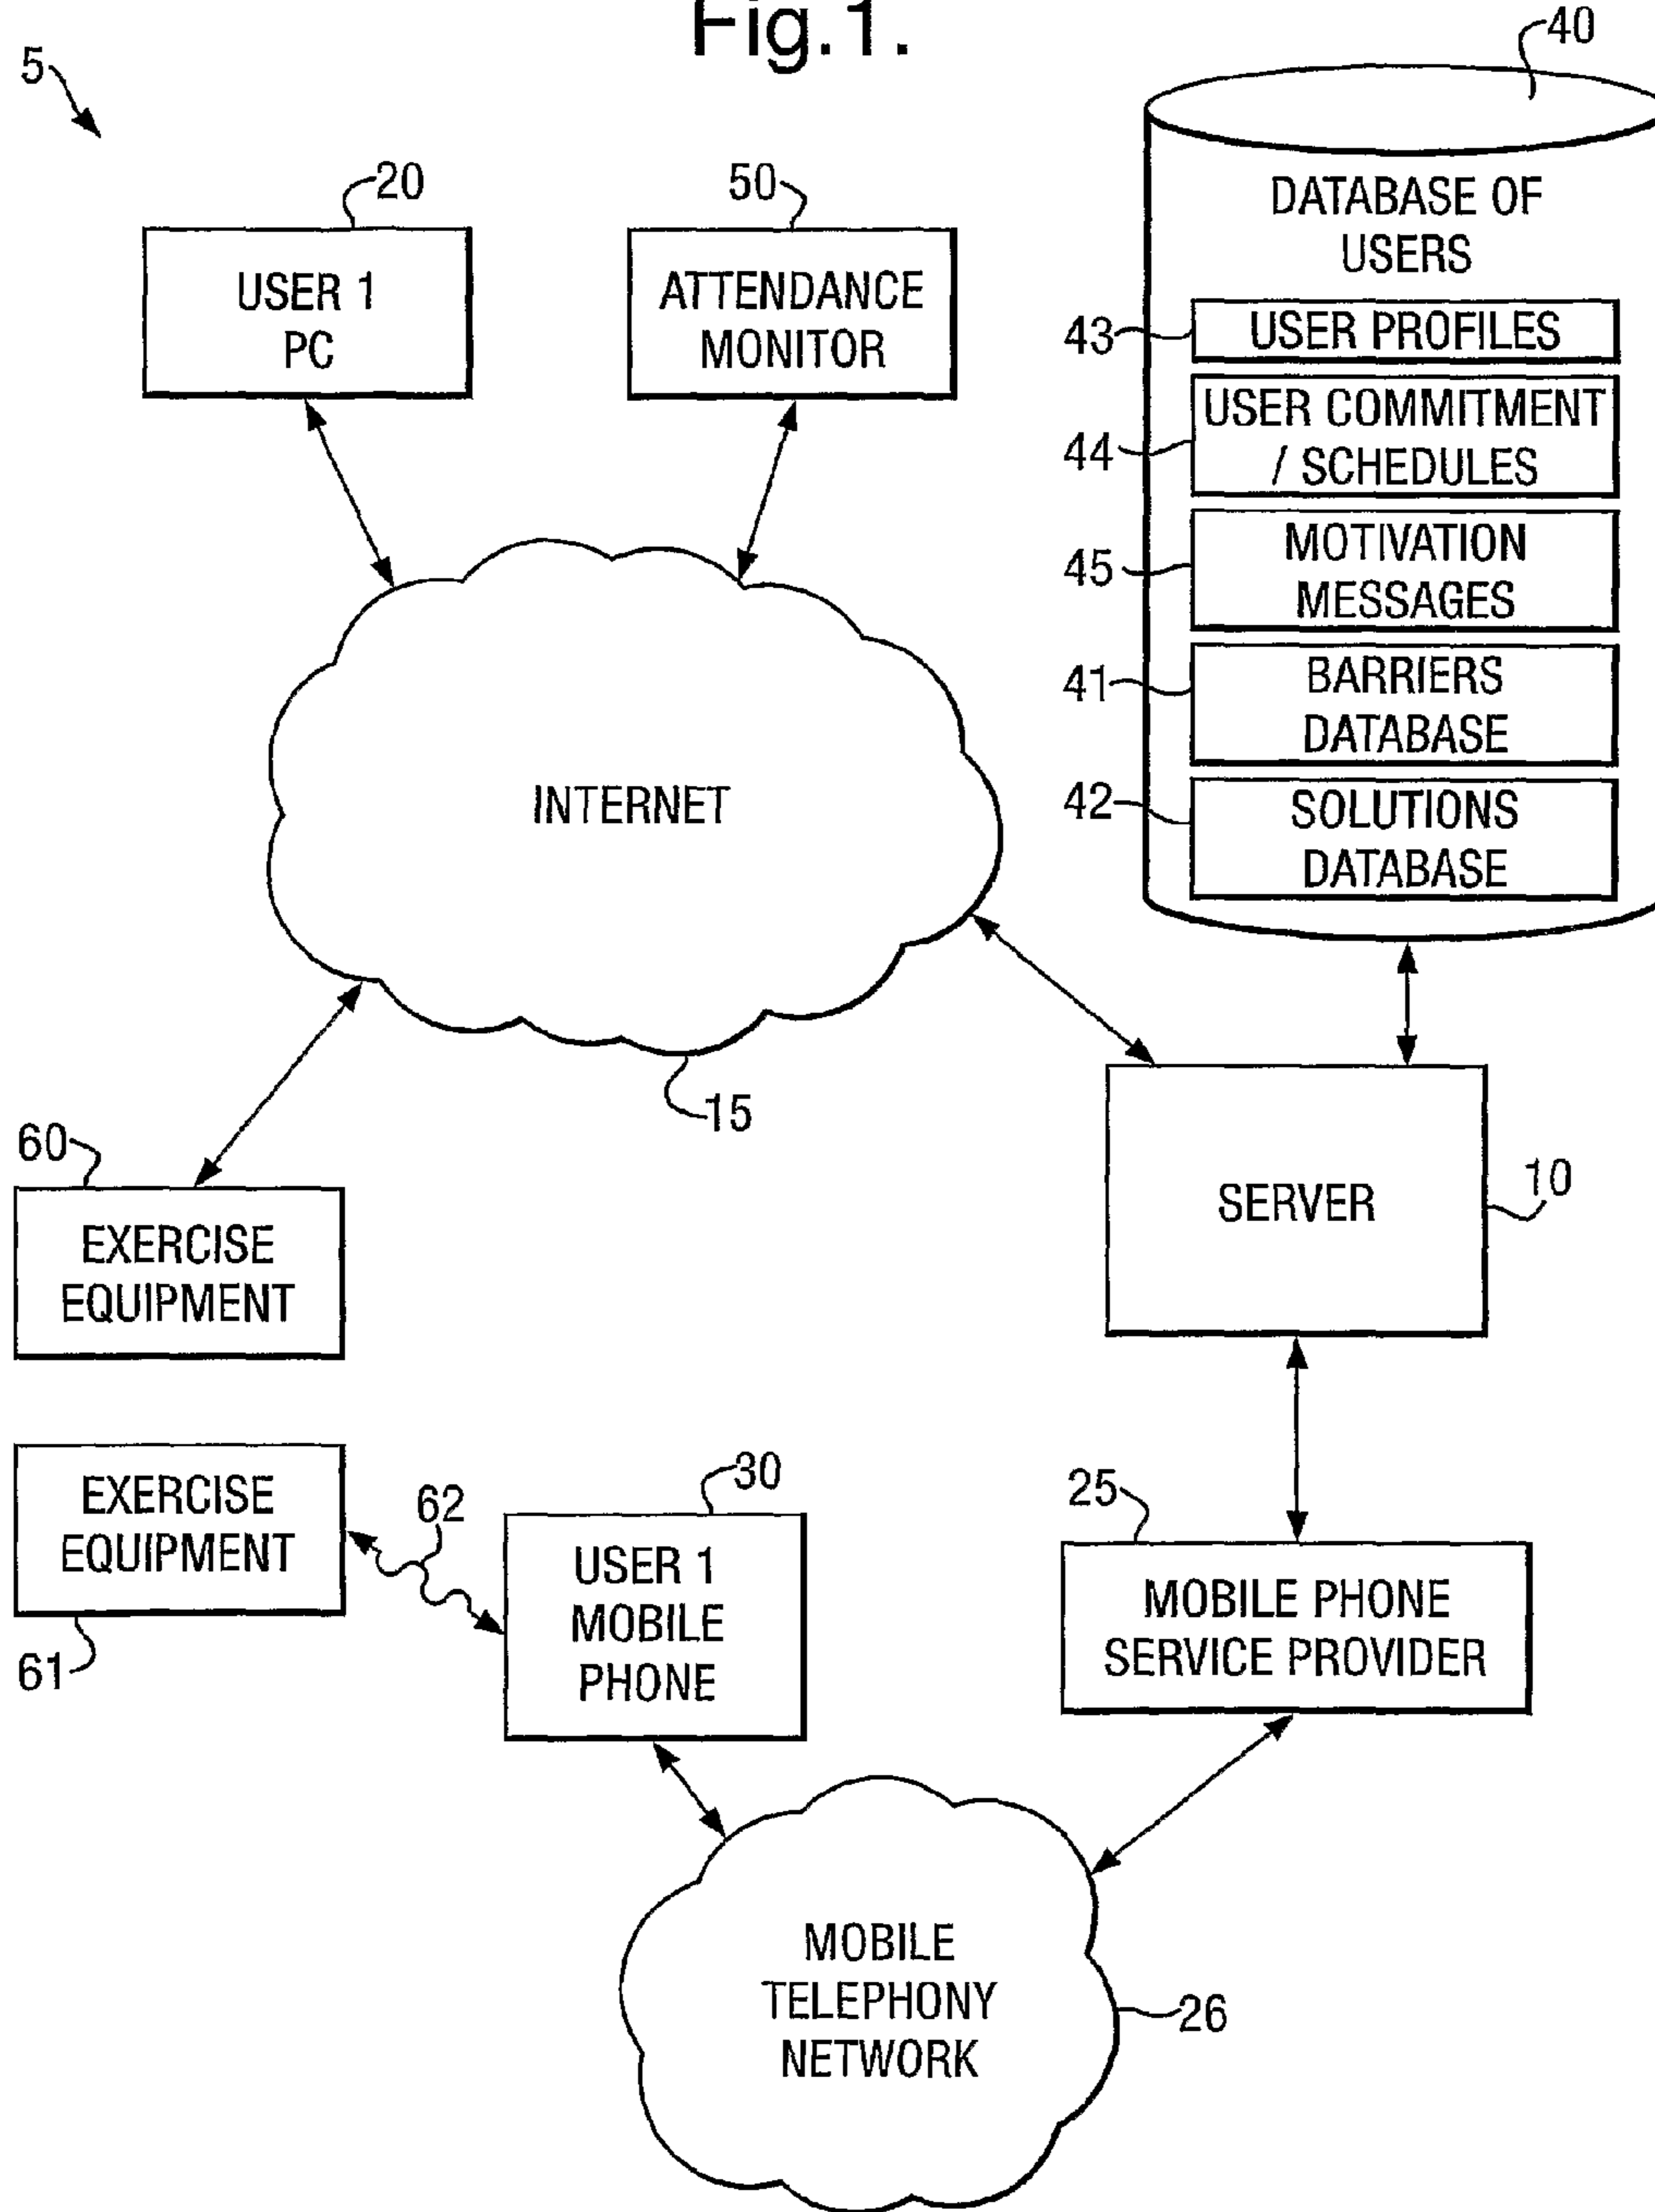 Fig.1.
5
40
20
50
USER 1
PC
ATTENDANCE
MONITOR
DATABASE OF
USERS
43
USER PROFILES
44
USER COMMITMENT
/ SCHEDULES
45
MOTIVATION
MESSAGES
41
BARRIERS
DATABASE
42
SOLUTIONS
DATABASE
INTERNET
15
60
EXERCISE
EQUIPMENT
SERVER
10
EXERCISE
EQUIPMENT
61
62
30
USER 1
MOBILE
PHONE
25
MOBILE PHONE
SERVICE PROVIDER
MOBILE
TELEPHONY
NETWORK
26